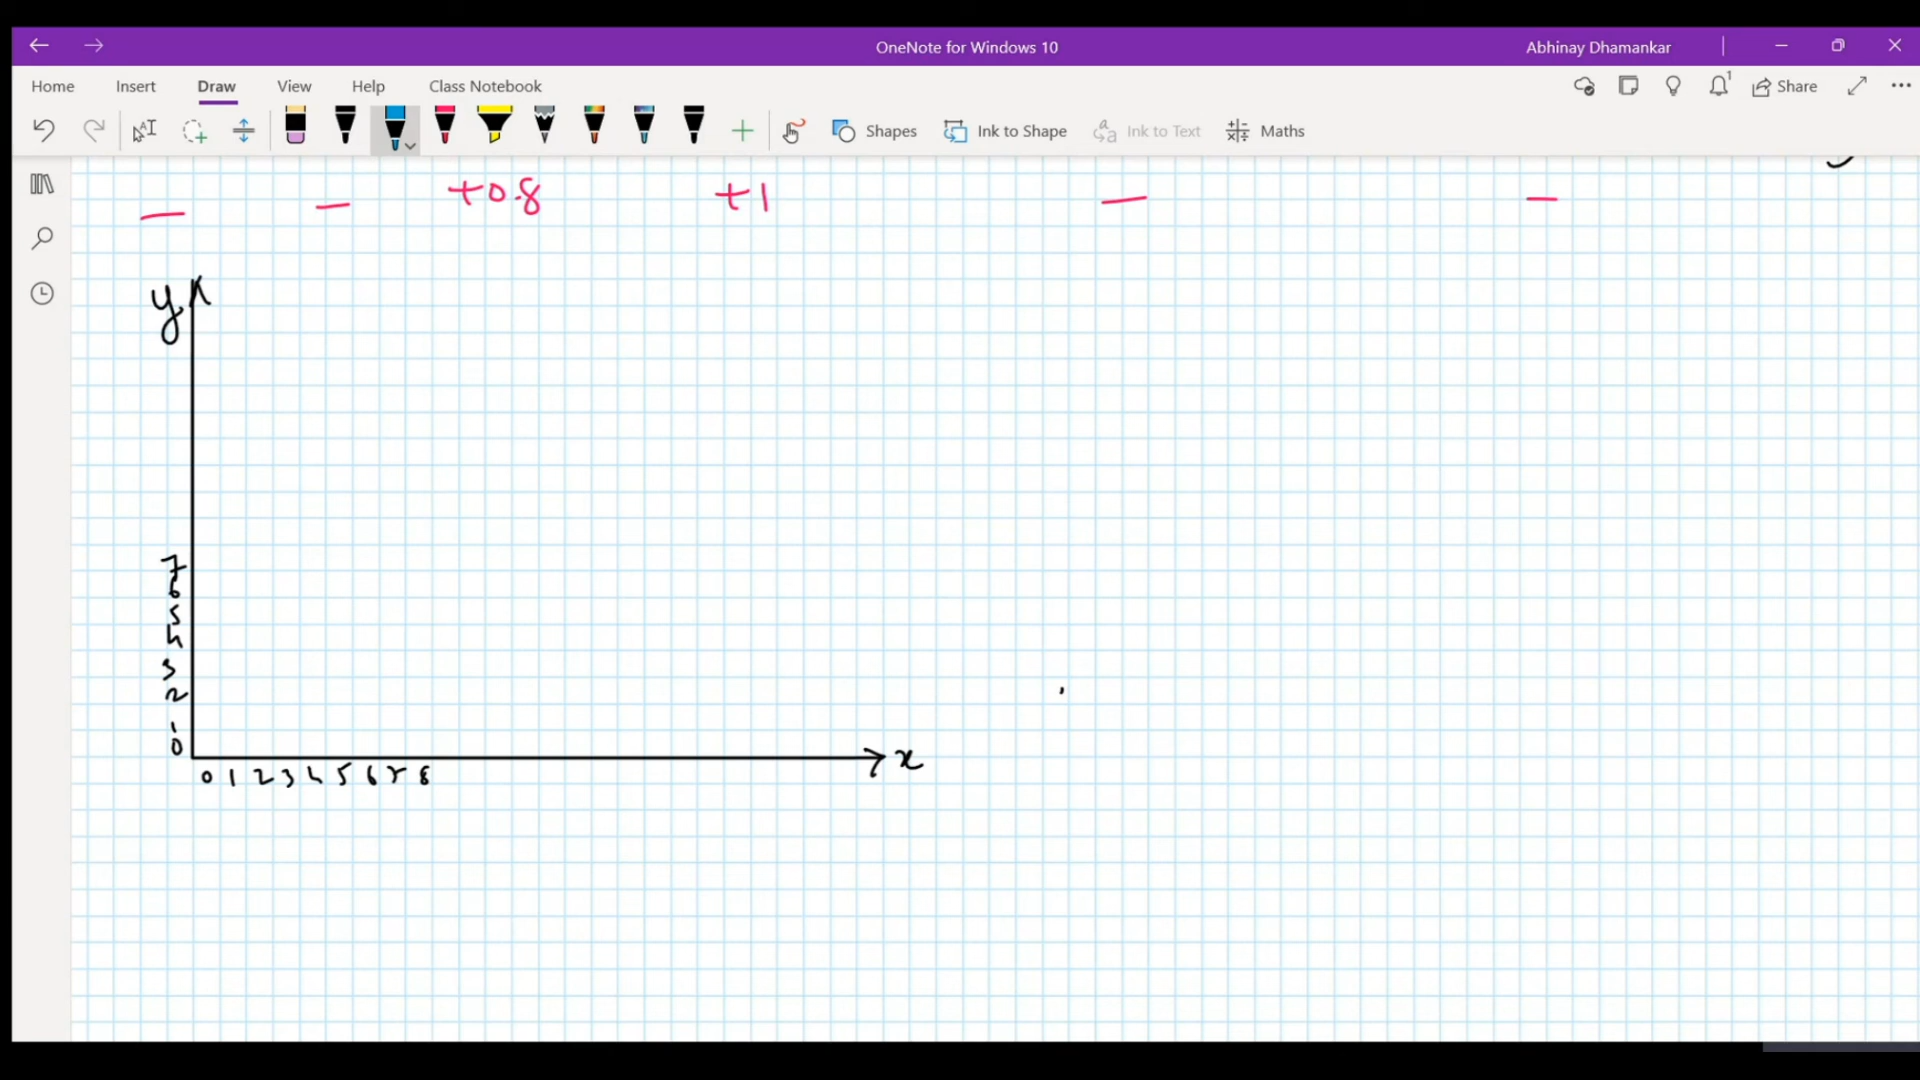 OneNote for Windows 10
Abhinay Dhamankar
Home Insert Draw View Help Class Notebook
Share
Shapes Ink to Shape Ink to Text Maths
— — +0.8 +1 — —
y
7
6
5
4
3
2
1
0
x
0 1 2 3 4 5 6 7 8